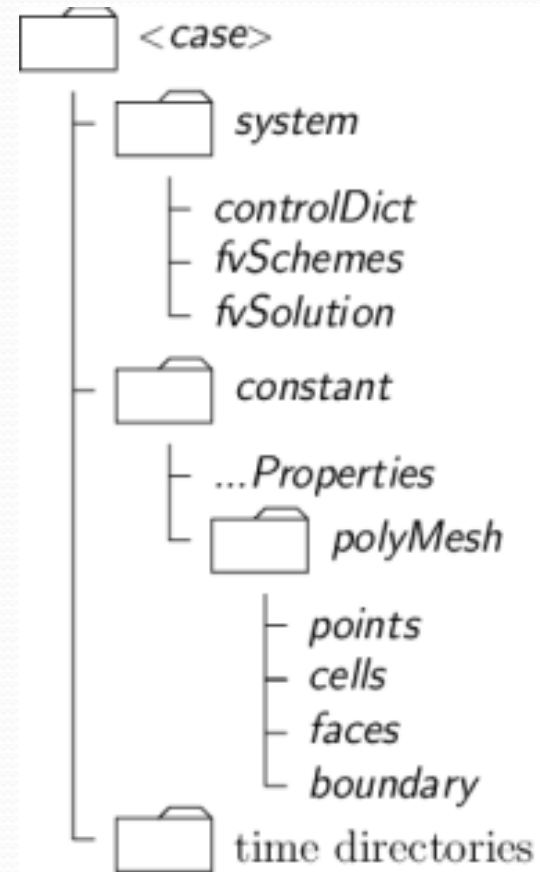 <case>
system
controlDict
fvSchemes
fvSolution
constant
...Properties
polyMesh
points
cells
faces
boundary
time directories